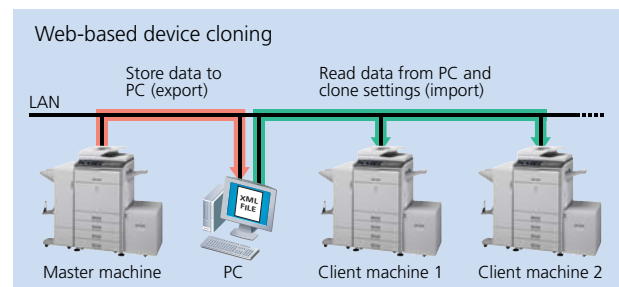 Web-based device cloning
Store data to
PC (export)
Read data from PC and
clone settings (import)
LAN
XML
FILE
Master machine
PC
Client machine 1
Client machine 2